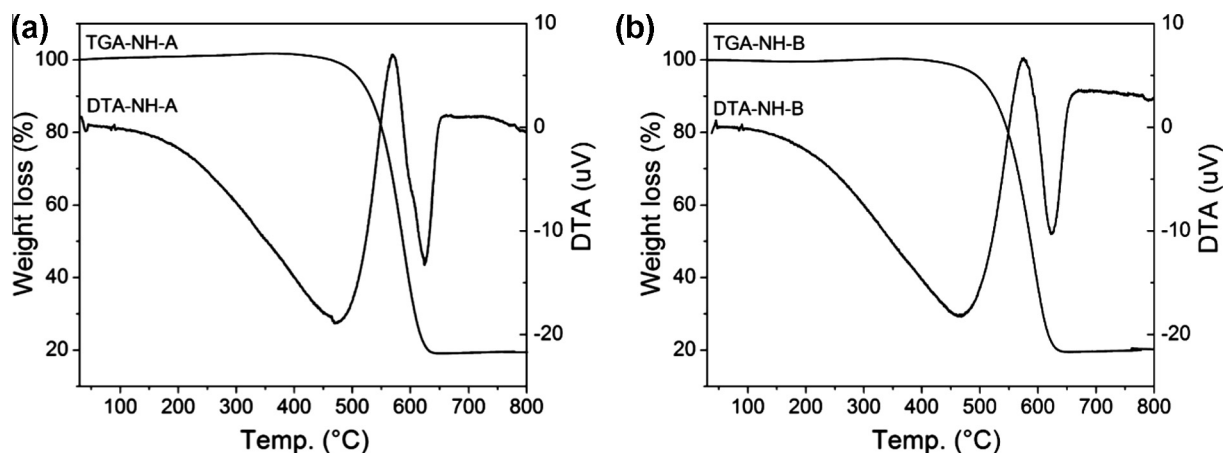 (a)
TGA-NH-A
DTA-NH-A
Weight loss (%)
100
80
60
40
20
10
0
-10
-20
DTA (uV)
100 200 300 400 500 600 700 800
Temp. (°C)
(b)
TGA-NH-B
DTA-NH-B
Weight loss (%)
100
80
60
40
20
10
0
-10
-20
DTA (uV)
100 200 300 400 500 600 700 800
Temp. (°C)